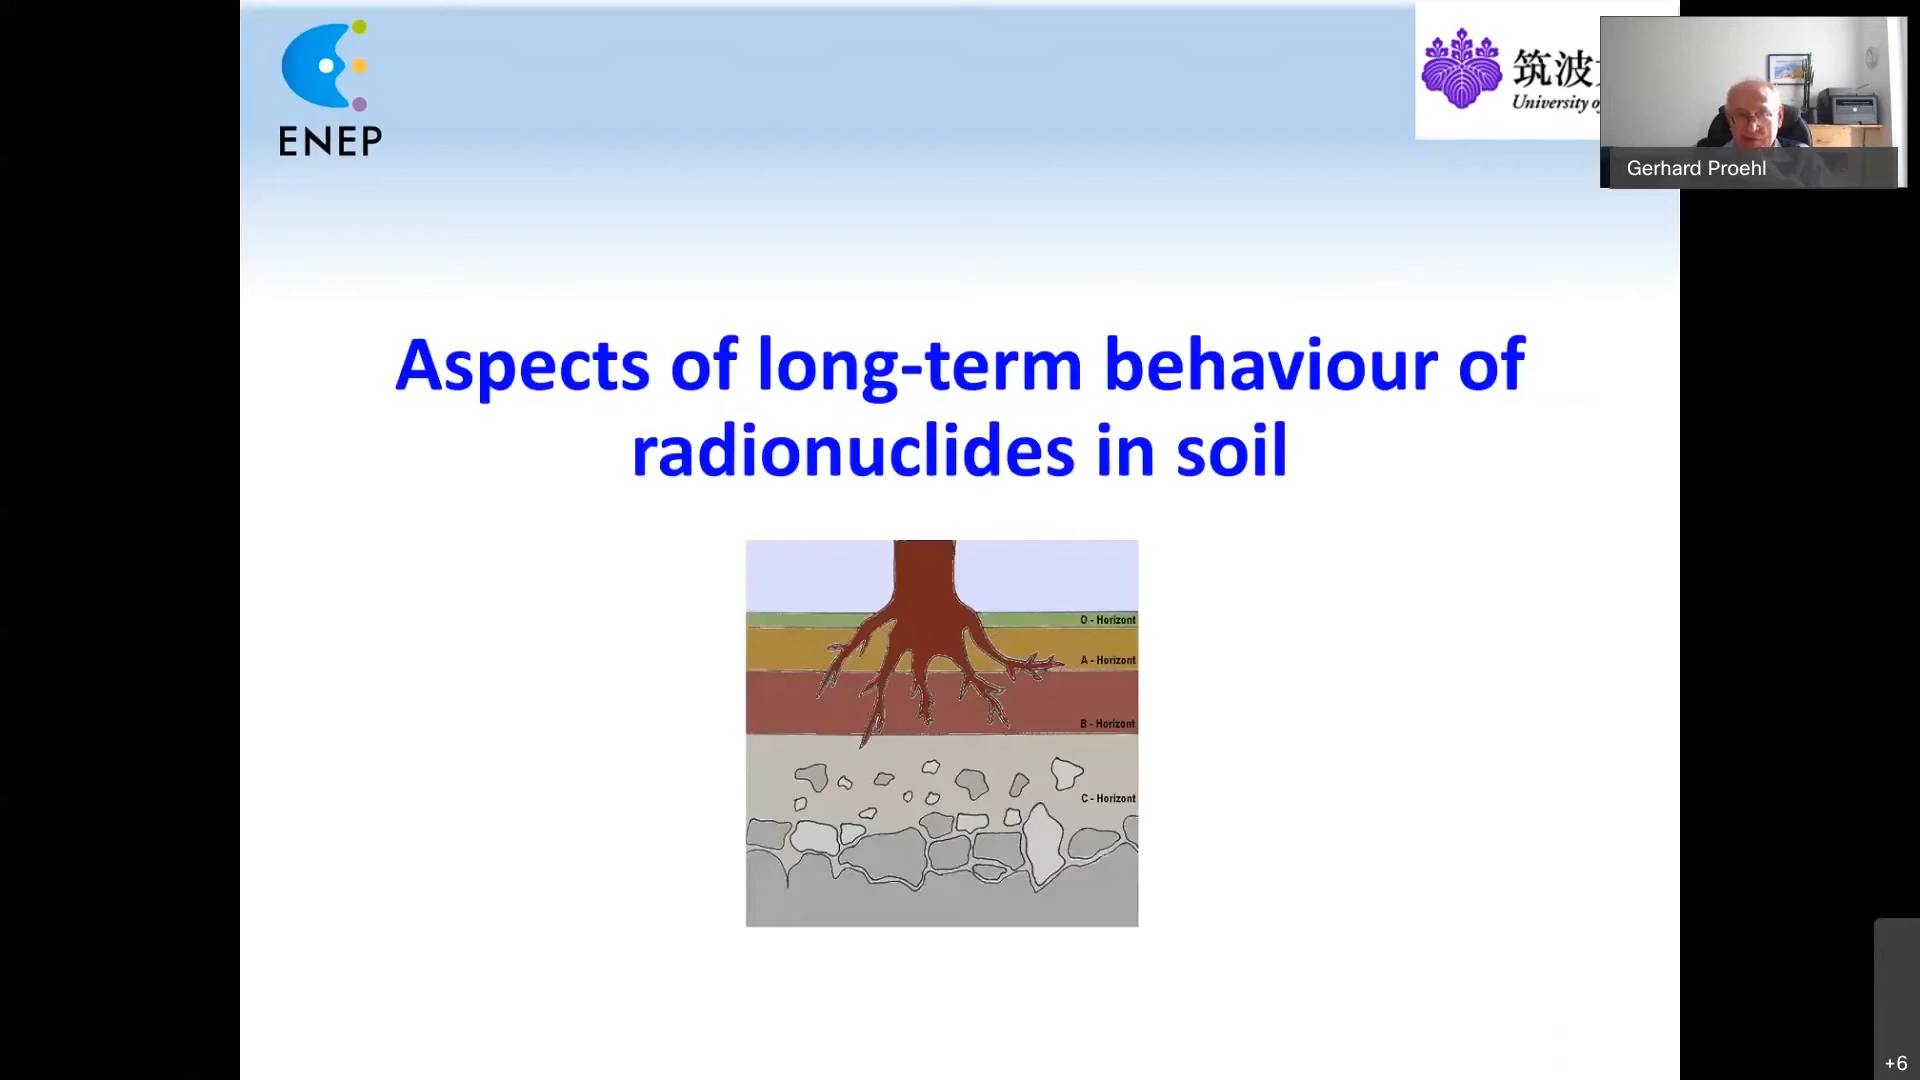 ENEP
筑波
University of
Gerhard Proehl
Aspects of long-term behaviour of
radionuclides in soil
O - Horizont
A - Horizont
B - Horizont
C - Horizont
+6